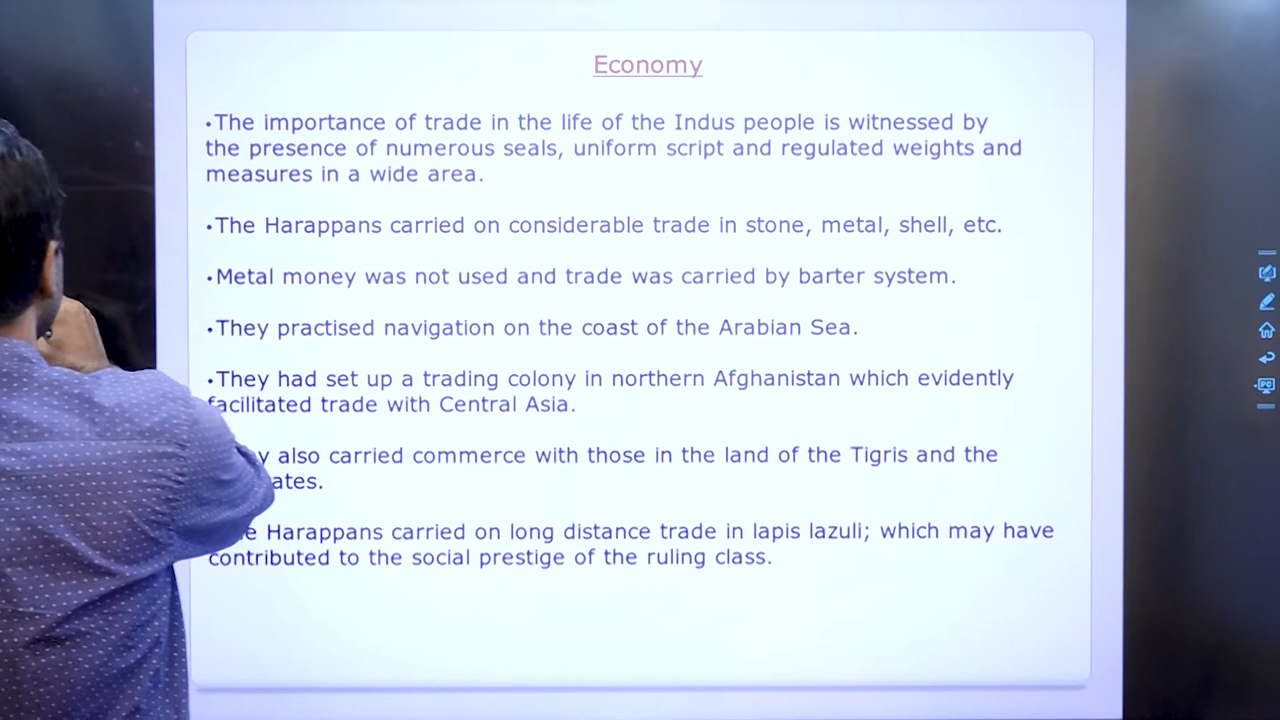 Economy
•The importance of trade in the life of the Indus people is witnessed by
the presence of numerous seals, uniform script and regulated weights and
measures in a wide area.
•The Harappans carried on considerable trade in stone, metal, shell, etc.
•Metal money was not used and trade was carried by barter system.
•They practised navigation on the coast of the Arabian Sea.
•They had set up a trading colony in northern Afghanistan which evidently
facilitated trade with Central Asia.
y also carried commerce with those in the land of the Tigris and the
ates.
e Harappans carried on long distance trade in lapis lazuli; which may have
contributed to the social prestige of the ruling class.
PC